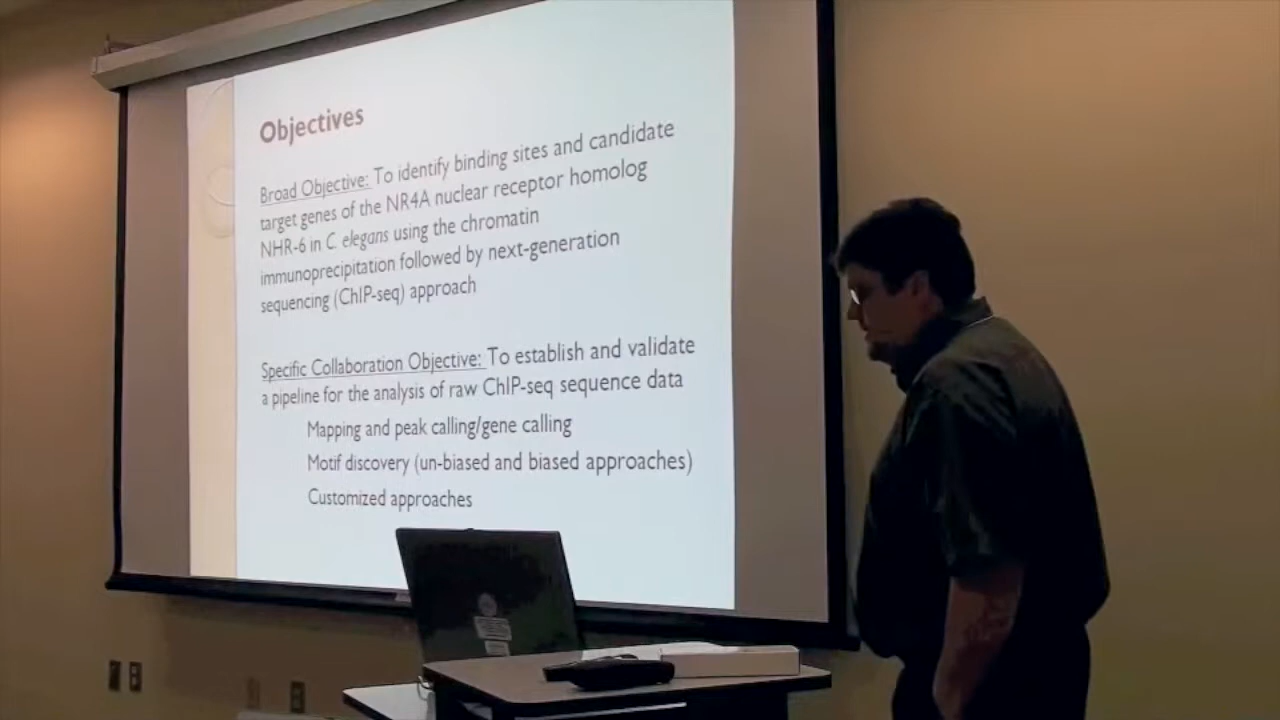 Objectives
Broad Objective: To identify binding sites and candidate
target genes of the NR4A nuclear receptor homolog
NHR-6 in C. elegans using the chromatin
immunoprecipitation followed by next-generation
sequencing (ChIP-seq) approach
Specific Collaboration Objective: To establish and validate
a pipeline for the analysis of raw ChIP-seq sequence data
Mapping and peak calling/gene calling
Motif discovery (un-biased and biased approaches)
Customized approaches